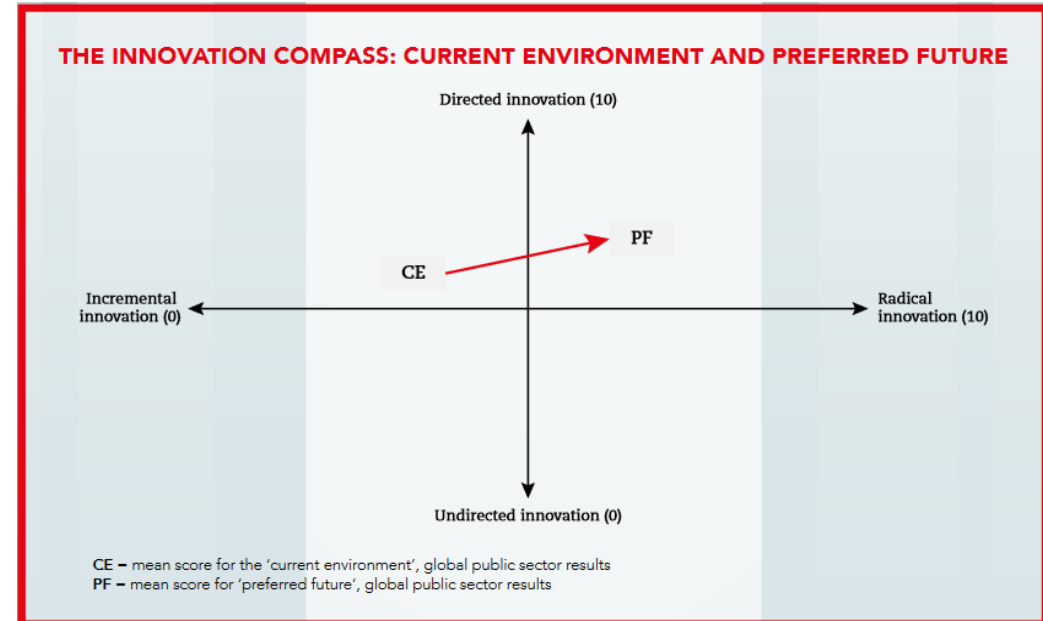 THE INNOVATION COMPASS: CURRENT ENVIRONMENT AND PREFERRED FUTURE
Directed innovation (10)
PF
CE
Incremental
innovation (0)
Radical
innovation (10)
Undirected innovation (0)
CE – mean score for the ‘current environment’, global public sector results
PF – mean score for ‘preferred future’, global public sector results